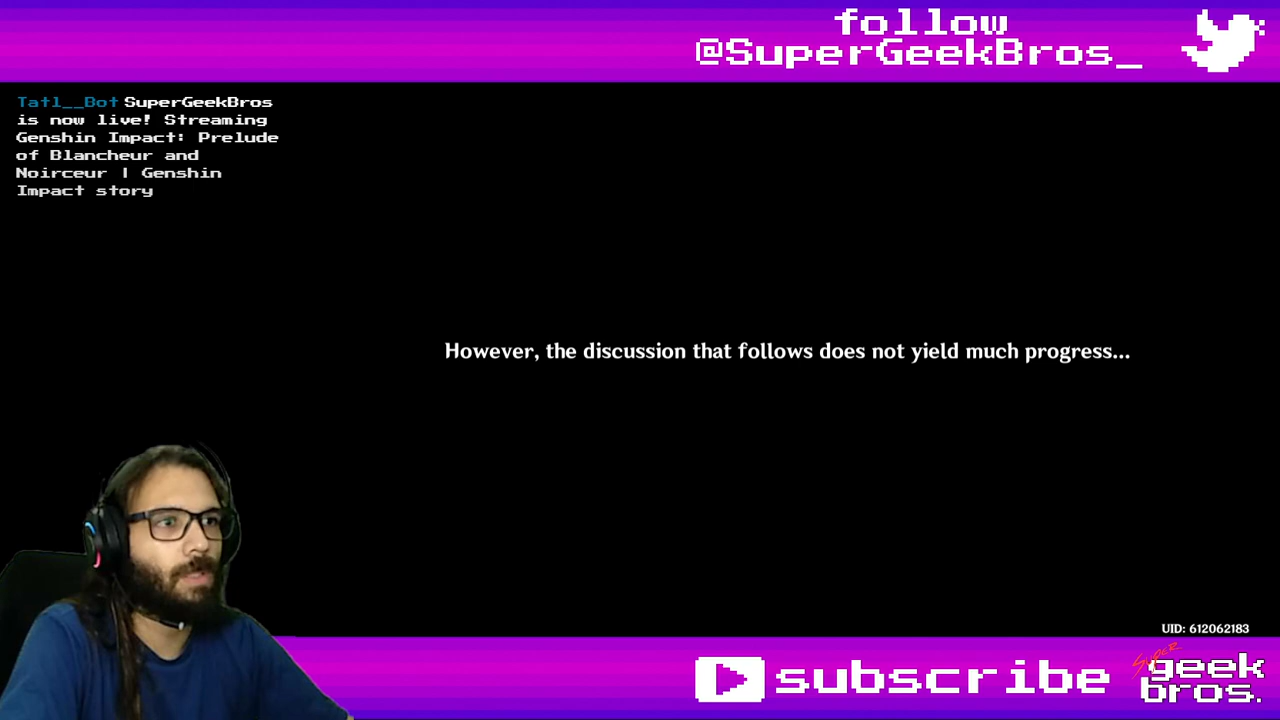 follow
@SuperGeekBros_
Tatl__Bot SuperGeekBros
is now live! Streaming
Genshin Impact: Prelude
of Blancheur and
Noirceur | Genshin
Impact story
However, the discussion that follows does not yield much progress...
UID: 612062183
subscribe
SUPER
geek
bros.